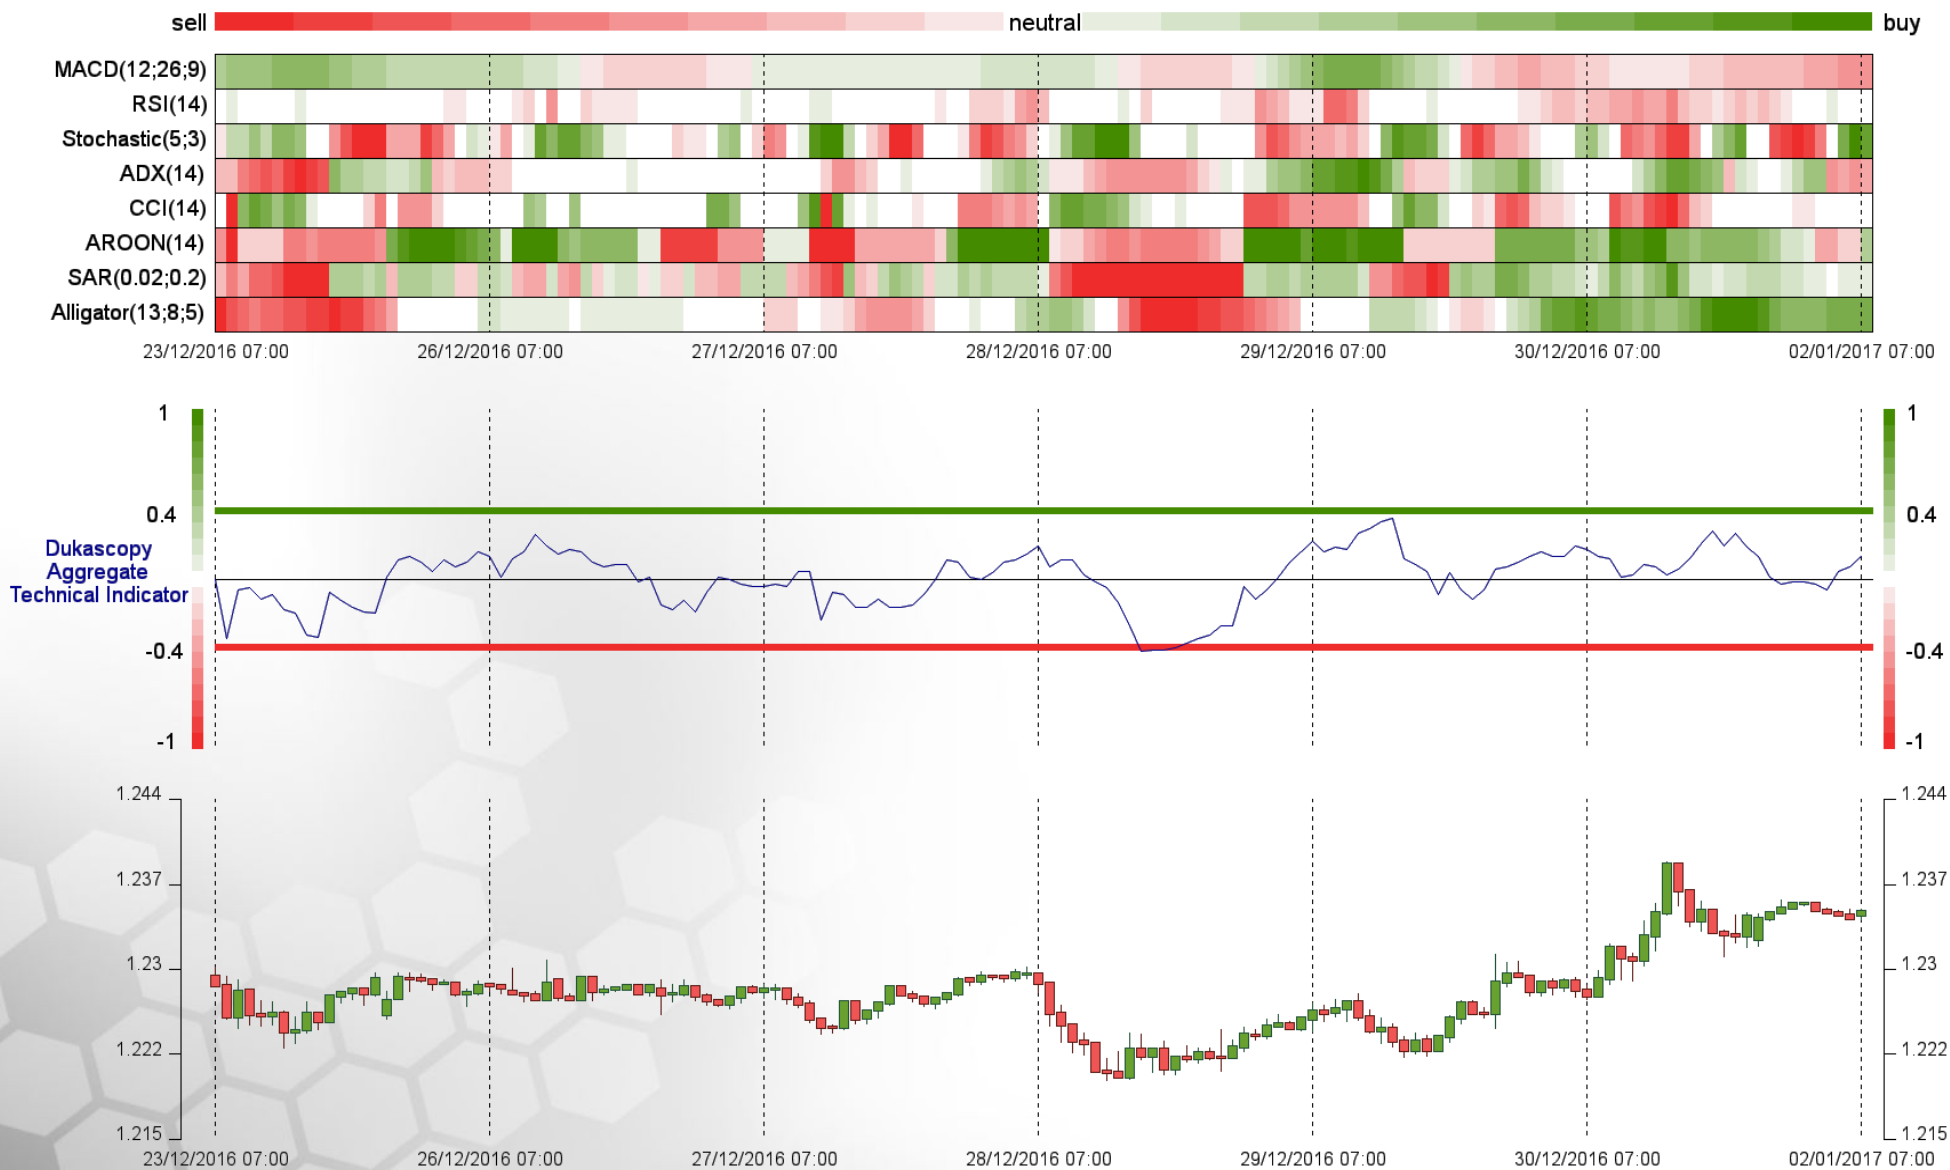 sell neutral buy
MACD(12;26;9)
RSI(14)
Stochastic(5;3)
ADX(14)
CCI(14)
AROON(14)
SAR(0.02;0.2)
Alligator(13;8;5)
23/12/2016 07:00 26/12/2016 07:00 27/12/2016 07:00 28/12/2016 07:00 29/12/2016 07:00 30/12/2016 07:00 02/01/2017 07:00
1 1
0.4 0.4
Dukascopy
Aggregate
Technical Indicator
-0.4 -0.4
-1 -1
1.244 1.244
1.237 1.237
1.23 1.23
1.222 1.222
1.215 1.215
23/12/2016 07:00 26/12/2016 07:00 27/12/2016 07:00 28/12/2016 07:00 29/12/2016 07:00 30/12/2016 07:00 02/01/2017 07:00